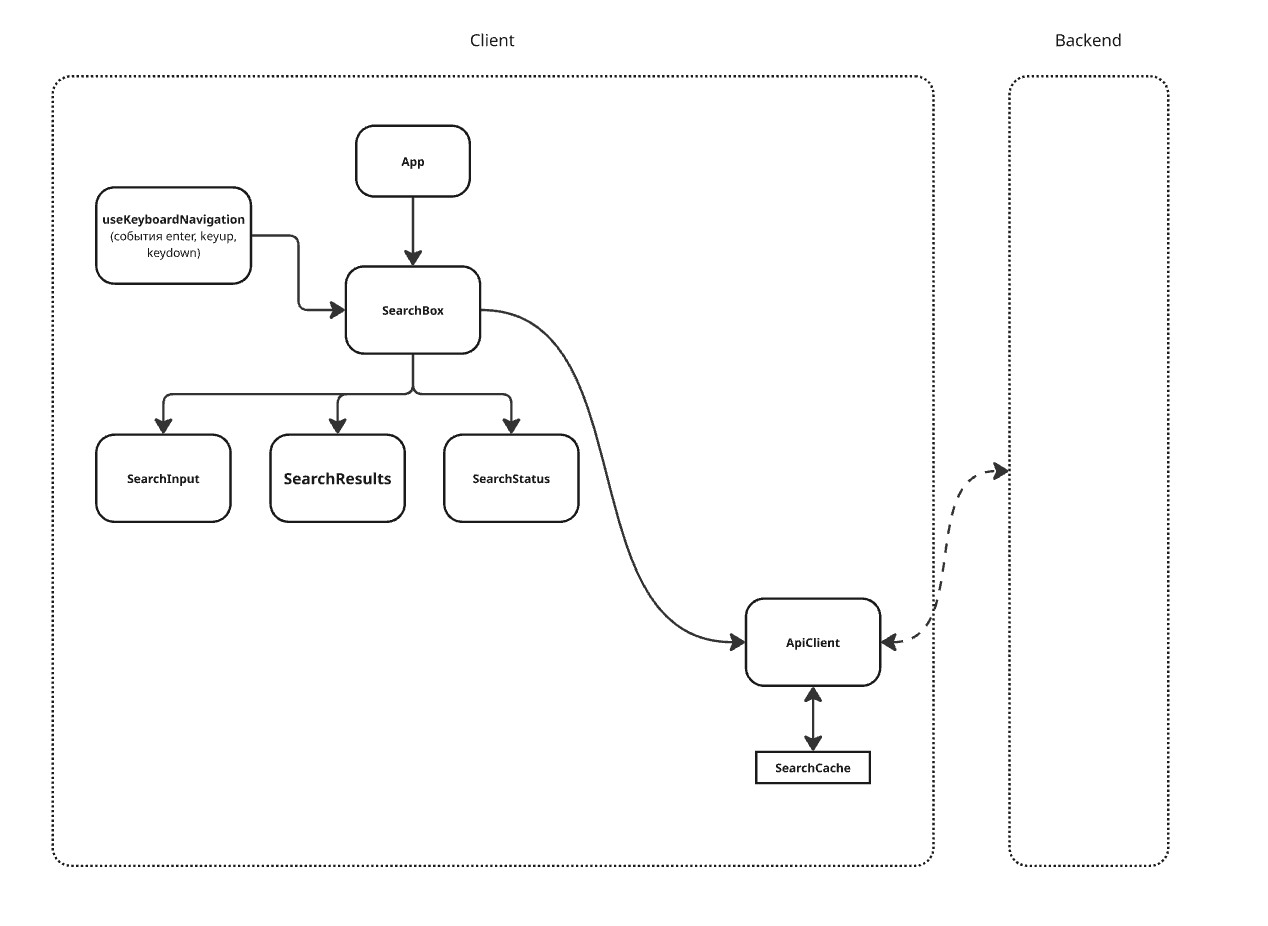 Client
Backend
App
useKeyboardNavigation
(события enter, keyup,
keydown)
SearchBox
SearchInput
SearchResults
SearchStatus
ApiClient
SearchCache